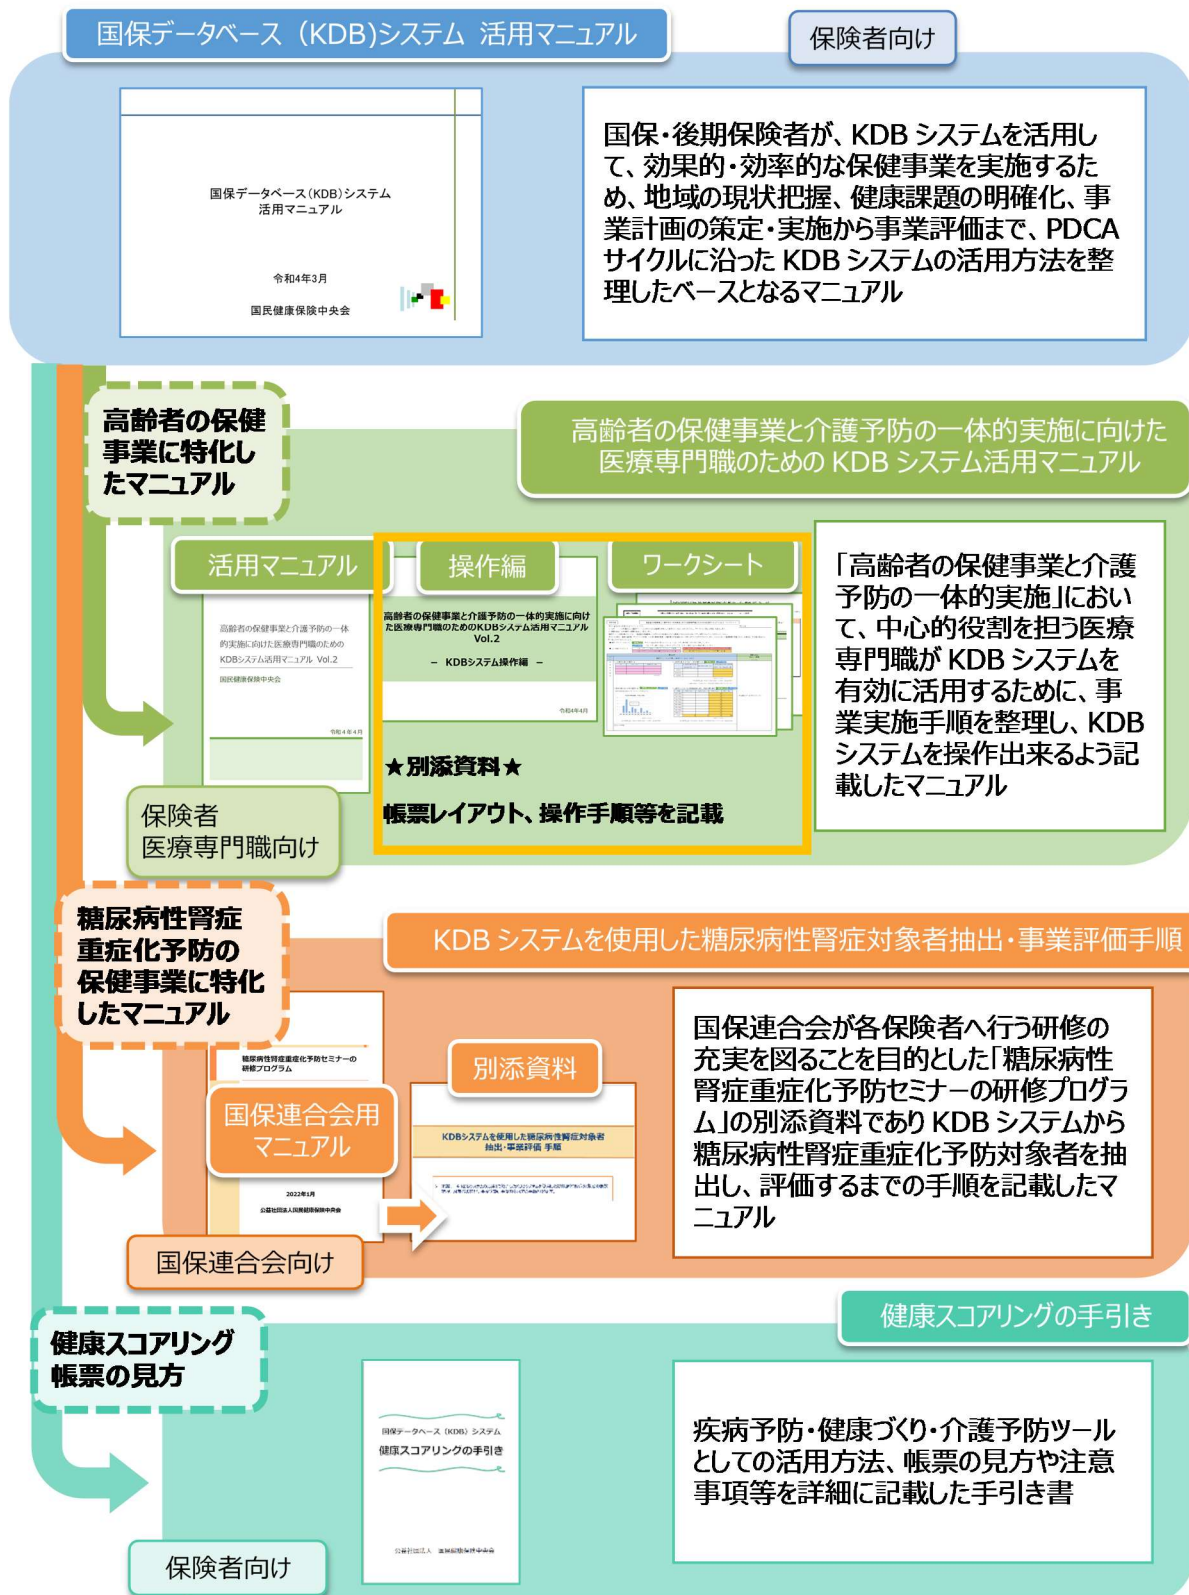 国保データベース（KDB)システム 活用マニュアル
保険者向け
国保データベース（KDB）システム
活用マニュアル
令和4年3月
国民健康保険中央会
国保・後期保険者が、KDB システムを活用し
て、効果的・効率的な保健事業を実施するた
め、地域の現状把握、健康課題の明確化、事
業計画の策定・実施から事業評価まで、PDCA
サイクルに沿った KDB システムの活用方法を整
理したベースとなるマニュアル
高齢者の保健
事業に特化し
たマニュアル
高齢者の保健事業と介護予防の一体的実施に向けた
医療専門職のための KDB システム活用マニュアル
活用マニュアル
高齢者の保健事業と介護予防の一体
的実施に向けた医療専門職のための
KDBシステム活用マニュアル Vol.2
国民健康保険中央会
令和4年4月
操作編
高齢者の保健事業と介護予防の一体的実施に向け
た医療専門職のためのKDBシステム活用マニュアル
Vol.2
－ KDBシステム操作編 －
令和4年4月
ワークシート
★別添資料★
帳票レイアウト、操作手順等を記載
「高齢者の保健事業と介護
予防の一体的実施」におい
て、中心的役割を担う医療
専門職が KDB システムを
有効に活用するために、事
業実施手順を整理し、KDB
システムを操作出来るよう記
載したマニュアル
保険者
医療専門職向け
糖尿病性腎症
重症化予防の
保健事業に特化
したマニュアル
KDB システムを使用した糖尿病性腎症対象者抽出・事業評価手順
糖尿病性腎症重症化予防セミナーの
研修プログラム
国保連合会用
マニュアル
2022年1月
公益社団法人国民健康保険中央会
別添資料
KDBシステムを使用した糖尿病性腎症対象者
抽出・事業評価 手順
国保連合会が各保険者へ行う研修の
充実を図ることを目的とした「糖尿病性
腎症重症化予防セミナーの研修プログラ
ム」の別添資料であり KDB システムから
糖尿病性腎症重症化予防対象者を抽
出し、評価するまでの手順を記載したマ
ニュアル
国保連合会向け
健康スコアリング
帳票の見方
健康スコアリングの手引き
国保データベース（KDB）システム
健康スコアリングの手引き
公益社団法人 国民健康保険中央会
疾病予防・健康づくり・介護予防ツール
としての活用方法、帳票の見方や注意
事項等を詳細に記載した手引き書
保険者向け